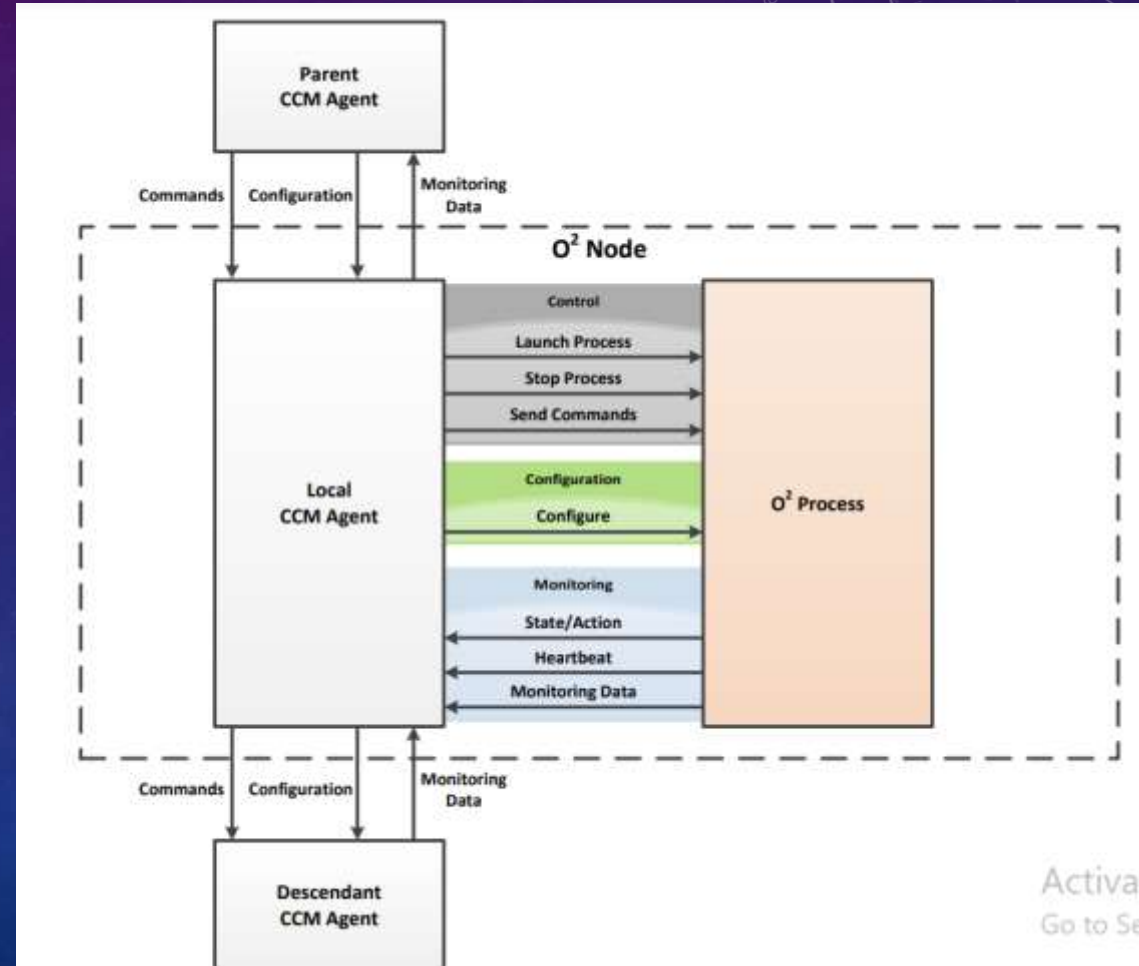 Parent
CCM Agent
Commands
Configuration
Monitoring
Data
O² Node
Control
Launch Process
Stop Process
Send Commands
Configuration
Configure
Monitoring
State/Action
Heartbeat
Monitoring Data
Local
CCM Agent
O² Process
Commands
Configuration
Monitoring
Data
Descendant
CCM Agent
Activa
Go to Se